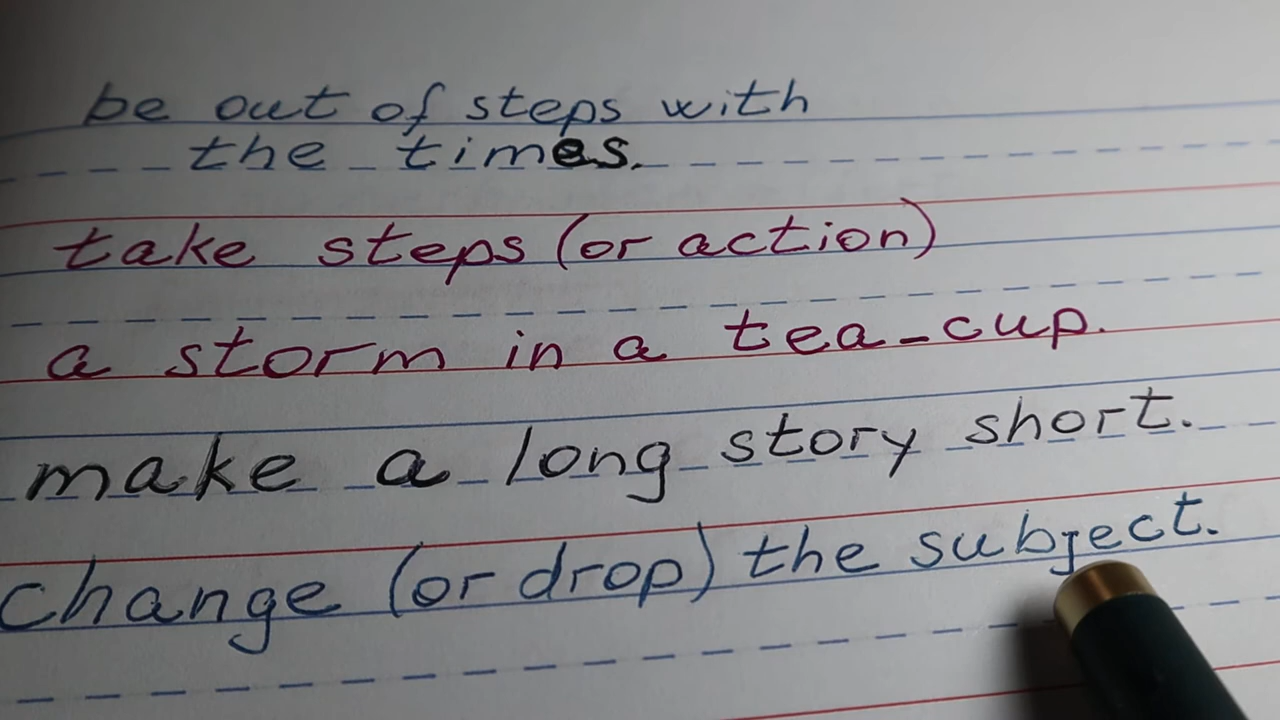 be out of steps with
the times.
take steps (or action)
a storm in a tea-cup.
make a long story short.
change (or drop) the subject.